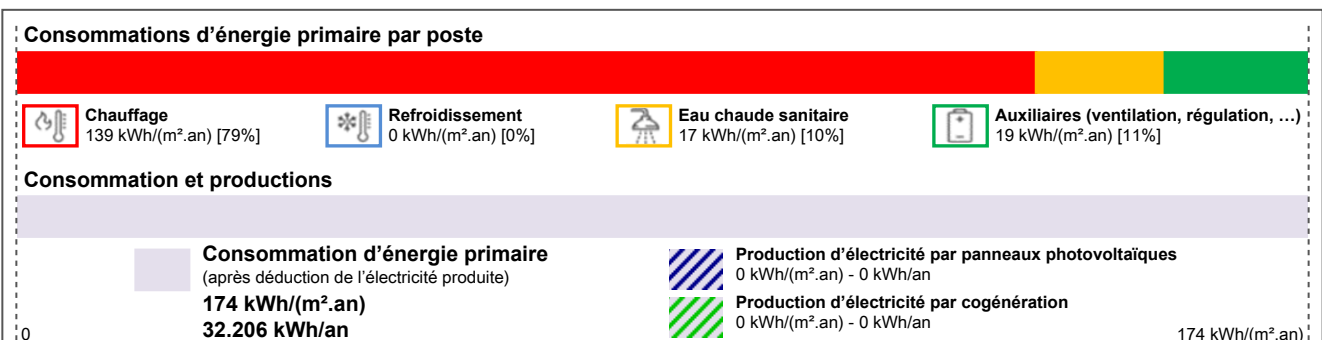 Consommations d’énergie primaire par poste
Chauffage
139 kWh/(m².an) [79%]
Refroidissement
0 kWh/(m².an) [0%]
Eau chaude sanitaire
17 kWh/(m².an) [10%]
Auxiliaires (ventilation, régulation, …)
19 kWh/(m².an) [11%]
Consommation et productions
Consommation d’énergie primaire
(après déduction de l’électricité produite)
174 kWh/(m².an)
32.206 kWh/an
Production d’électricité par panneaux photovoltaïques
0 kWh/(m².an) - 0 kWh/an
Production d’électricité par cogénération
0 kWh/(m².an) - 0 kWh/an
0
174 kWh/(m².an)